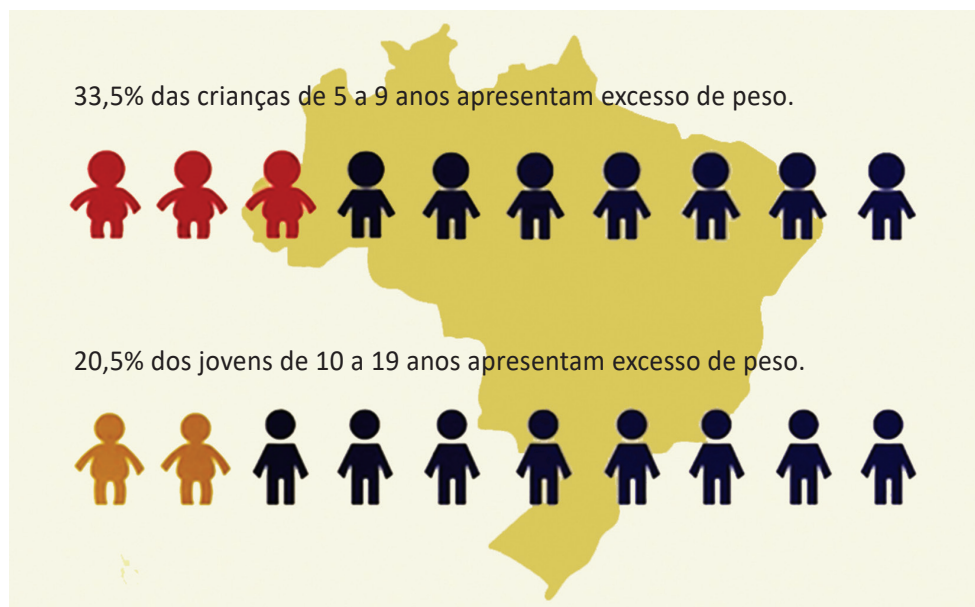 33,5% das crianças de 5 a 9 anos apresentam excesso de peso.
20,5% dos jovens de 10 a 19 anos apresentam excesso de peso.